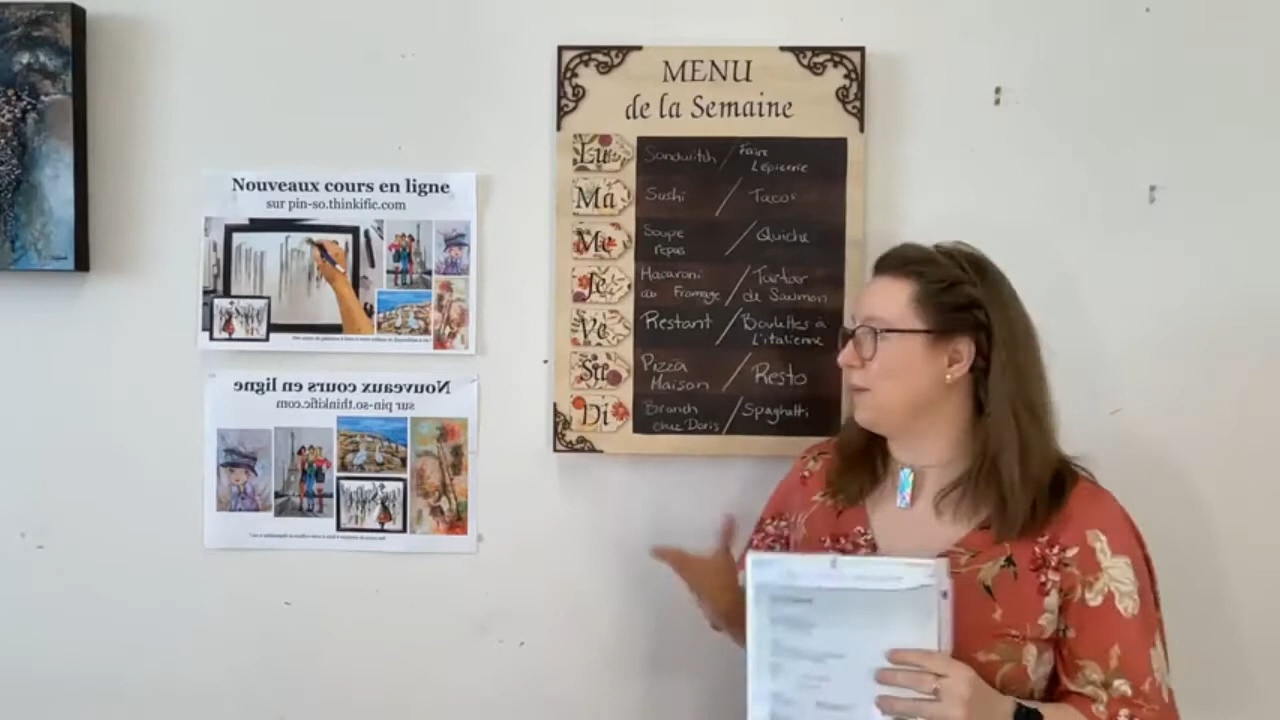 MENU
de la Semaine
Lu
Sandwitch / Faire
Lépicerie
Ma
Sushi / Tacos
Me
Soupe
repas / Quiche
Je
Macaroni
au Fromage / Tartar
de Saumon
Ve
Restant / Boulettes à
L'italienne
Sa
Pizza
Maison / Resto
Di
Brunch
chez Doris / Spaghetti
Nouveaux cours en ligne
sur pin-so.thinkific.com
Nouveaux cours en ligne
sur pin-so.thinkific.com